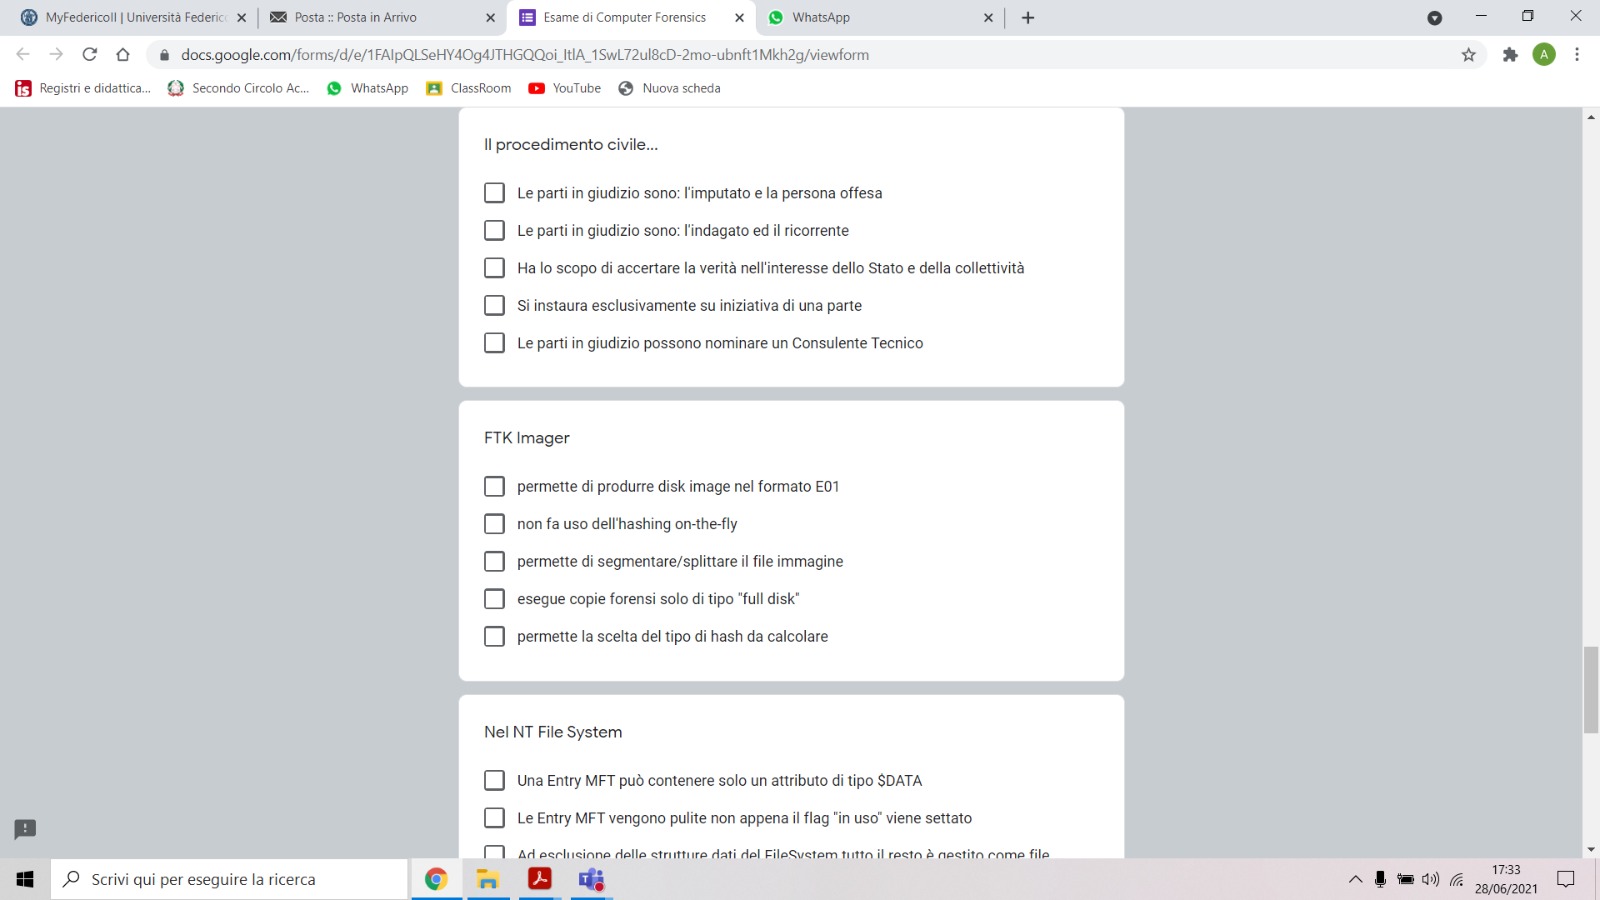 MyFedericoII | Università Federico
Posta :: Posta in Arrivo
Esame di Computer Forensics
WhatsApp
docs.google.com/forms/d/e/1FAIpQLSeHY4Og4JTHGQQoi_ItlA_1SwL72ul8cD-2mo-ubnft1Mkh2g/viewform
A
Registri e didattica...
Secondo Circolo Ac...
WhatsApp
ClassRoom
YouTube
Nuova scheda
Il procedimento civile...
Le parti in giudizio sono: l'imputato e la persona offesa
Le parti in giudizio sono: l'indagato ed il ricorrente
Ha lo scopo di accertare la verità nell'interesse dello Stato e della collettività
Si instaura esclusivamente su iniziativa di una parte
Le parti in giudizio possono nominare un Consulente Tecnico
FTK Imager
permette di produrre disk image nel formato E01
non fa uso dell'hashing on-the-fly
permette di segmentare/splittare il file immagine
esegue copie forensi solo di tipo "full disk"
permette la scelta del tipo di hash da calcolare
Nel NT File System
Una Entry MFT può contenere solo un attributo di tipo $DATA
Le Entry MFT vengono pulite non appena il flag "in uso" viene settato
Ad esclusione delle strutture dati del FileSystem tutto il resto è gestito come file
Scrivi qui per eseguire la ricerca
17:33
28/06/2021